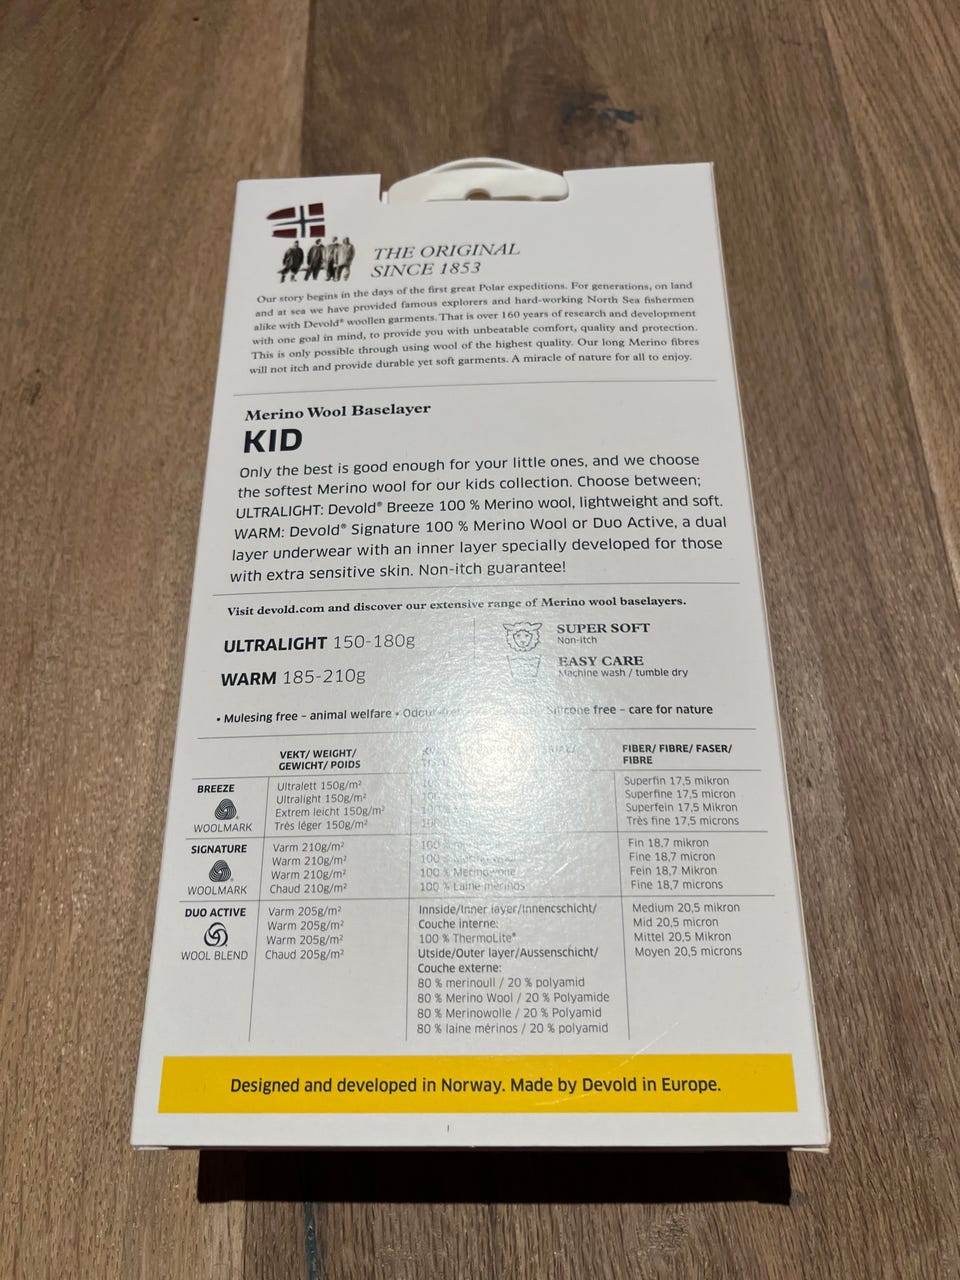 THE ORIGINAL
SINCE 1853
Our story begins in the days of the first great Polar expeditions. For generations, on land
and at sea we have provided famous explorers and hard-working North Sea fishermen
alike with Devold® woollen garments. That is over 160 years of research and development
with one goal in mind, to provide you with unbeatable comfort, quality and protection.
This is only possible through using wool of the highest quality. Our long Merino fibres
will not itch and provide durable yet soft garments. A miracle of nature for all to enjoy.
Merino Wool Baselayer
KID
Only the best is good enough for your little ones, and we choose
the softest Merino wool for our kids collection. Choose between;
ULTRALIGHT: Devold® Breeze 100 % Merino wool, lightweight and soft.
WARM: Devold® Signature 100 % Merino Wool or Duo Active, a dual
layer underwear with an inner layer specially developed for those
with extra sensitive skin. Non-itch guarantee!
Visit devold.com and discover our extensive range of Merino wool baselayers.
ULTRALIGHT 150-180g
WARM 185-210g
SUPER SOFT
Non-itch
EASY CARE
Machine wash / tumble dry
• Mulesing free - animal welfare • free - care for nature
VEKT/ WEIGHT/
GEWICHT/ POIDS
FIBER/ FIBRE/ FASER/
FIBRE
BREEZE
WOOLMARK
Ultralett 150g/m²
Ultralight 150g/m²
Extrem leicht 150g/m²
Très léger 150g/m²
Superfin 17,5 mikron
Superfine 17,5 micron
Superfein 17,5 Mikron
Très fine 17,5 microns
SIGNATURE
WOOLMARK
Varm 210g/m²
Warm 210g/m²
Warm 210g/m²
Chaud 210g/m²
100
100
100 % Merinowolle
100 % Laine mérinos
Fin 18,7 mikron
Fine 18,7 micron
Fein 18,7 Mikron
Fine 18,7 microns
DUO ACTIVE
WOOL BLEND
Varm 205g/m²
Warm 205g/m²
Warm 205g/m²
Chaud 205g/m²
Innside/Inner layer/Innencschicht/
Couche interne:
100 % ThermoLite®
Utside/Outer layer/Aussenschicht/
Couche externe:
80 % merinoull / 20 % polyamid
80 % Merino Wool / 20 % Polyamide
80 % Merinowolle / 20 % Polyamid
80 % laine mérinos / 20 % polyamid
Medium 20,5 mikron
Mid 20,5 micron
Mittel 20,5 Mikron
Moyen 20,5 microns
Designed and developed in Norway. Made by Devold in Europe.